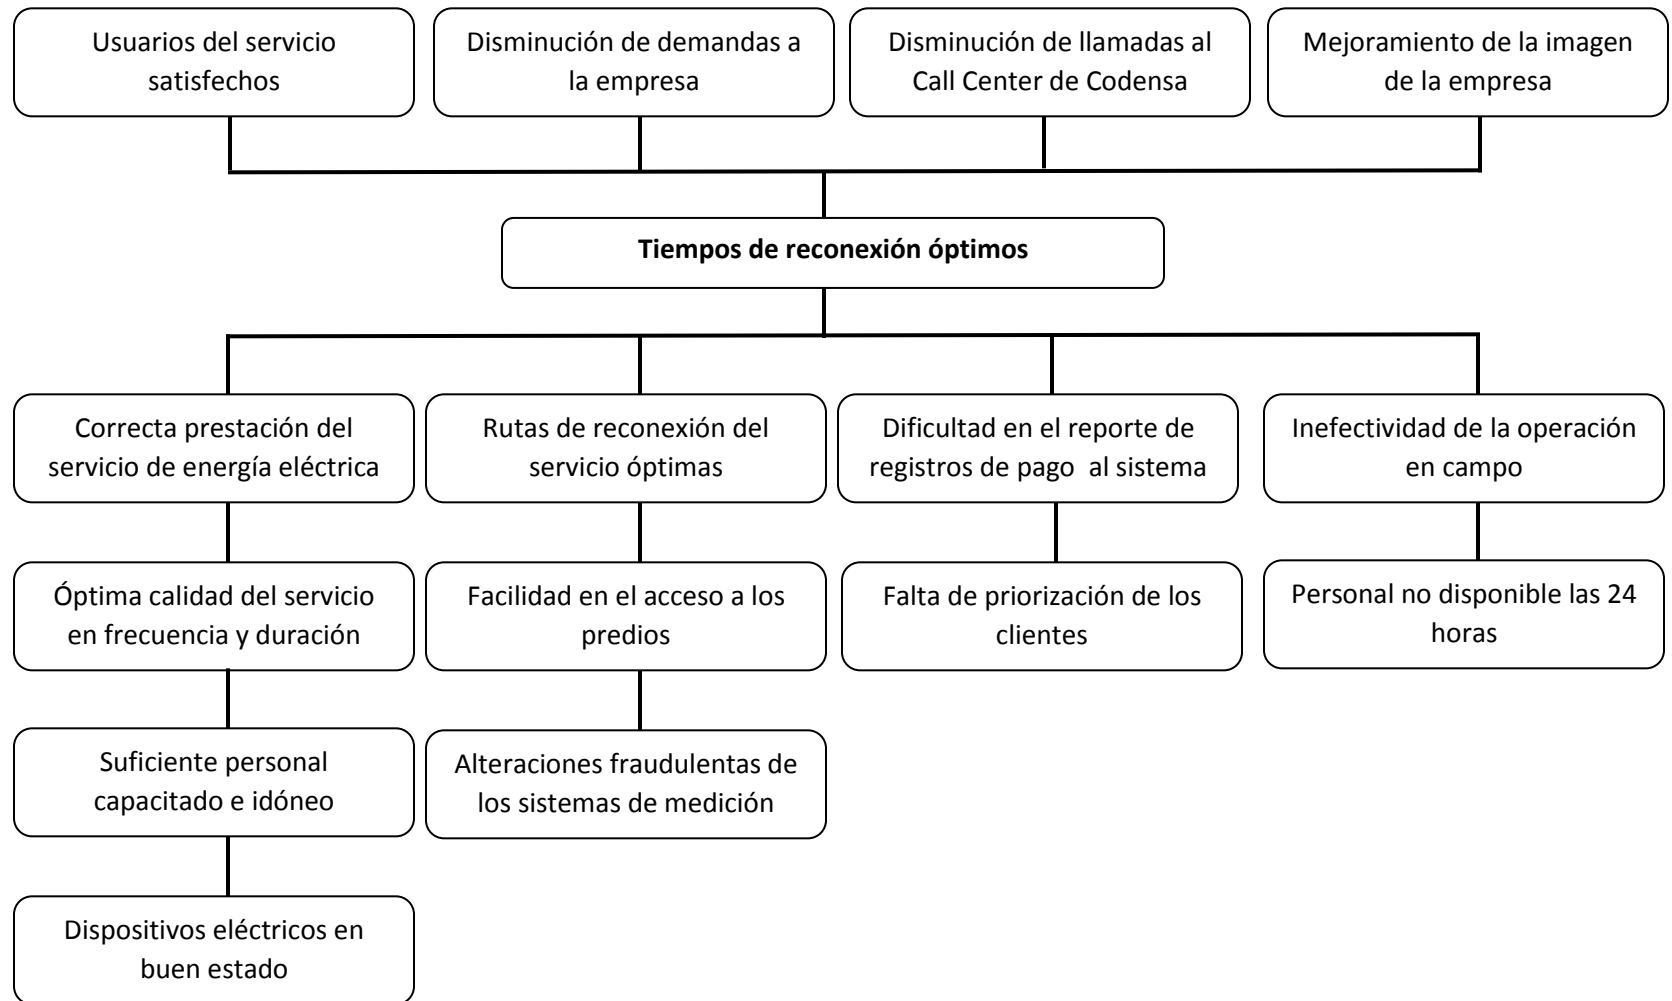 Usuarios del servicio
satisfechos
Disminución de demandas a
la empresa
Disminución de llamadas al
Call Center de Codensa
Mejoramiento de la imagen
de la empresa
Tiempos de reconexión óptimos
Correcta prestación del
servicio de energía eléctrica
Rutas de reconexión del
servicio óptimas
Dificultad en el reporte de
registros de pago  al sistema
Inefectividad de la operación
en campo
Óptima calidad del servicio
en frecuencia y duración
Facilidad en el acceso a los
predios
Falta de priorización de los
clientes
Personal no disponible las 24
horas
Suficiente personal
capacitado e idóneo
Alteraciones fraudulentas de
los sistemas de medición
Dispositivos eléctricos en
buen estado